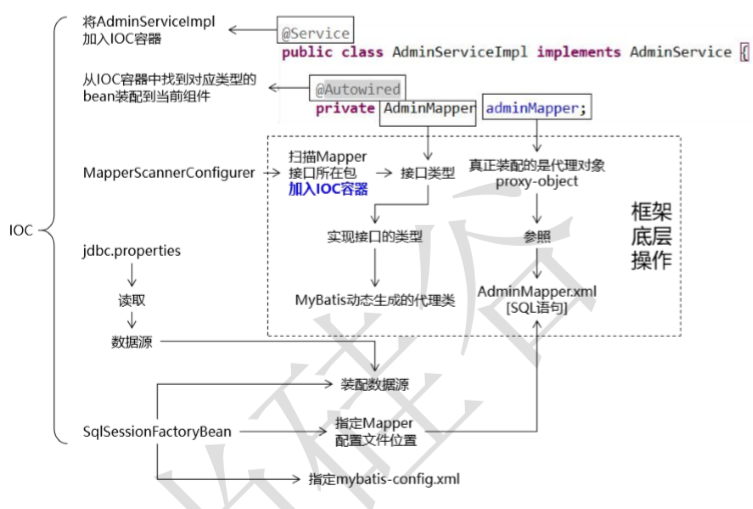 将AdminServiceImpl
加入IOC容器
@Service
public class AdminServiceImpl implements AdminService {
从IOC容器中找到对应类型的
bean装配到当前组件
@Autowired
private AdminMapper adminMapper;
MapperScannerConfigurer
扫描Mapper
接口所在包
加入IOC容器
接口类型
真正装配的是代理对象
proxy-object
框架
底层
操作
IOC
实现接口的类型
参照
jdbc.properties
读取
MyBatis动态生成的代理类
AdminMapper.xml
[SQL语句]
数据源
装配数据源
SqlSessionFactoryBean
指定Mapper
配置文件位置
指定mybatis-config.xml
尚硅谷